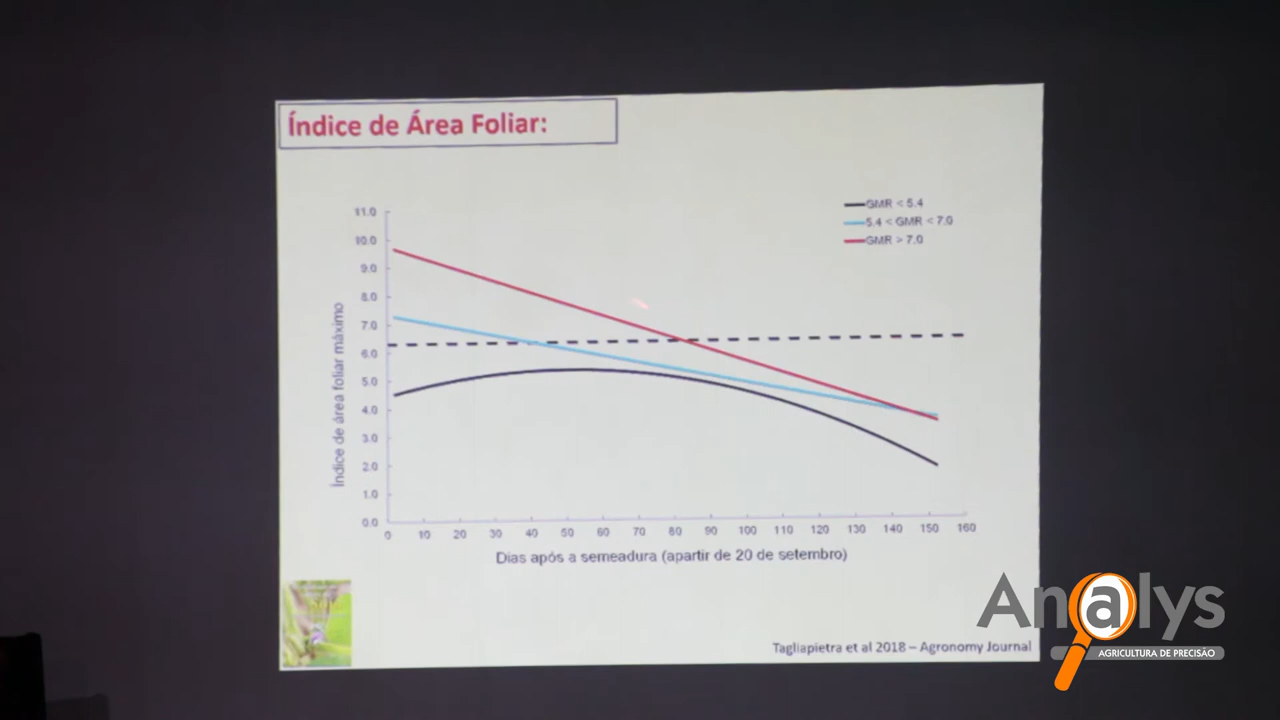 Índice de Área Foliar:
GMR < 5.4
5.4 < GMR < 7.0
GMR > 7.0
11.0
10.0
9.0
8.0
7.0
6.0
5.0
4.0
3.0
2.0
1.0
0.0
Índice de área foliar máximo
0 10 20 30 40 50 60 70 80 90 100 110 120 130 140 150 160
Dias após a semeadura (apartir de 20 de setembro)
Tagliapietra et al 2018 – Agronomy Journal
Analys
AGRICULTURA DE PRECISÃO